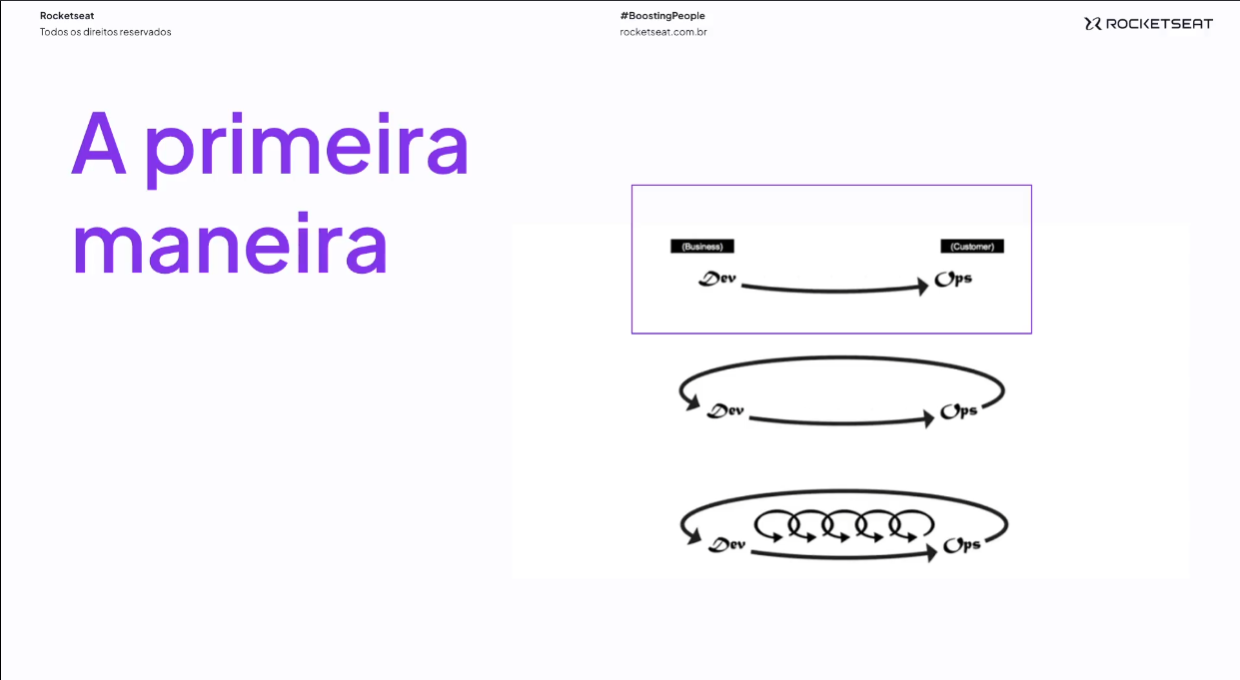 Rocketseat
Todos os direitos reservados
#BoostingPeople
rocketseat.com.br
ROCKETSEAT
A primeira
maneira
(Business)
(Customer)
Dev
Ops
Dev
Ops
Dev
Ops